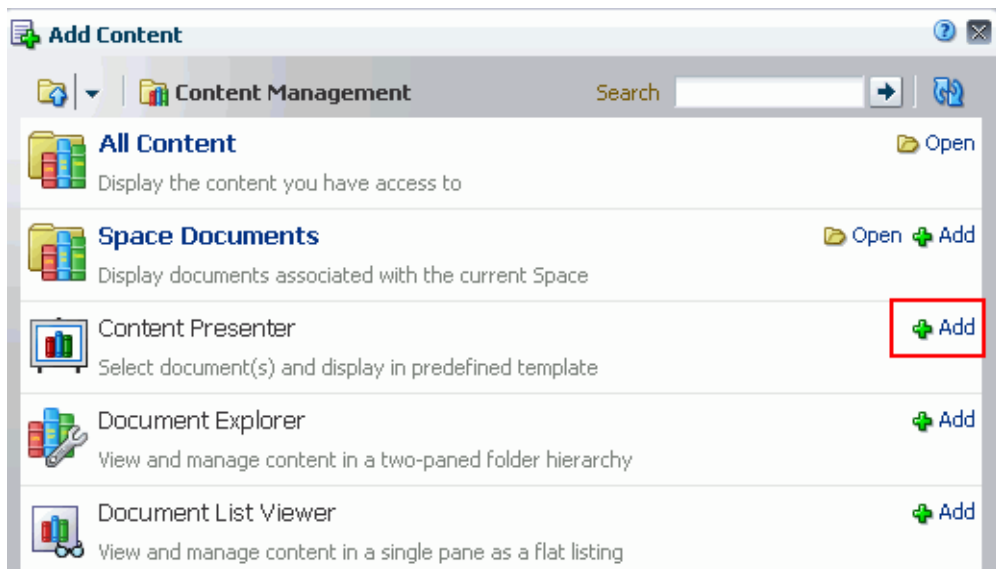 Add Content
Content Management Search
All Content Open
Display the content you have access to
Space Documents Open Add
Display documents associated with the current Space
Content Presenter Add
Select document(s) and display in predefined template
Document Explorer Add
View and manage content in a two-paned folder hierarchy
Document List Viewer Add
View and manage content in a single pane as a flat listing